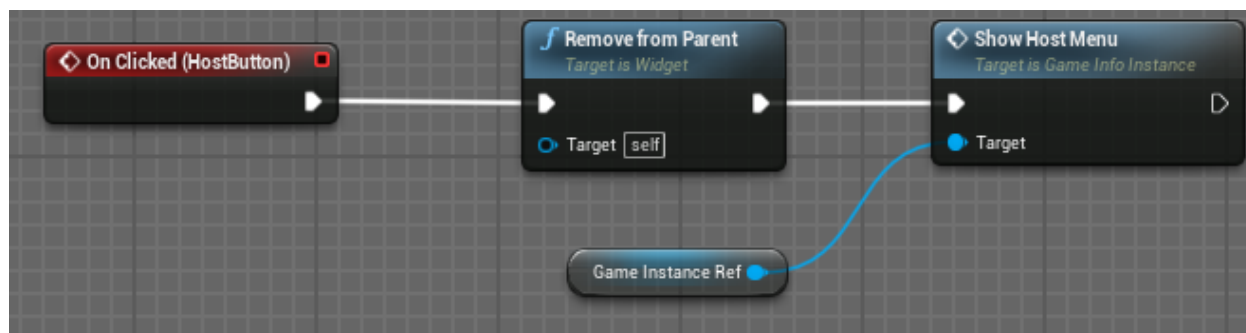 On Clicked (HostButton)
Remove from Parent
Target is Widget
Target self
Show Host Menu
Target is Game Info Instance
Target
Game Instance Ref